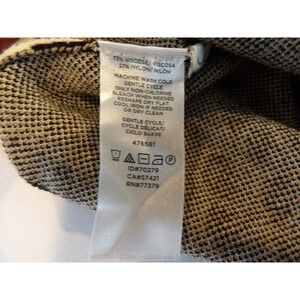 73% VISCOSE/ VISCOSA
27% NYLON/ NILÓN
MACHINE WASH COLD
GENTLE CYCLE
ONLY NON-CHLORINE
BLEACH WHEN NEEDED
RESHAPE DRY FLAT
COOL IRON IF NEEDED
OR DRY CLEAN
GENTLE CYCLE/
CYCLE DÉLICAT/
CICLO SUAVE
478561
ID#70279
CA#57421
RN#77379